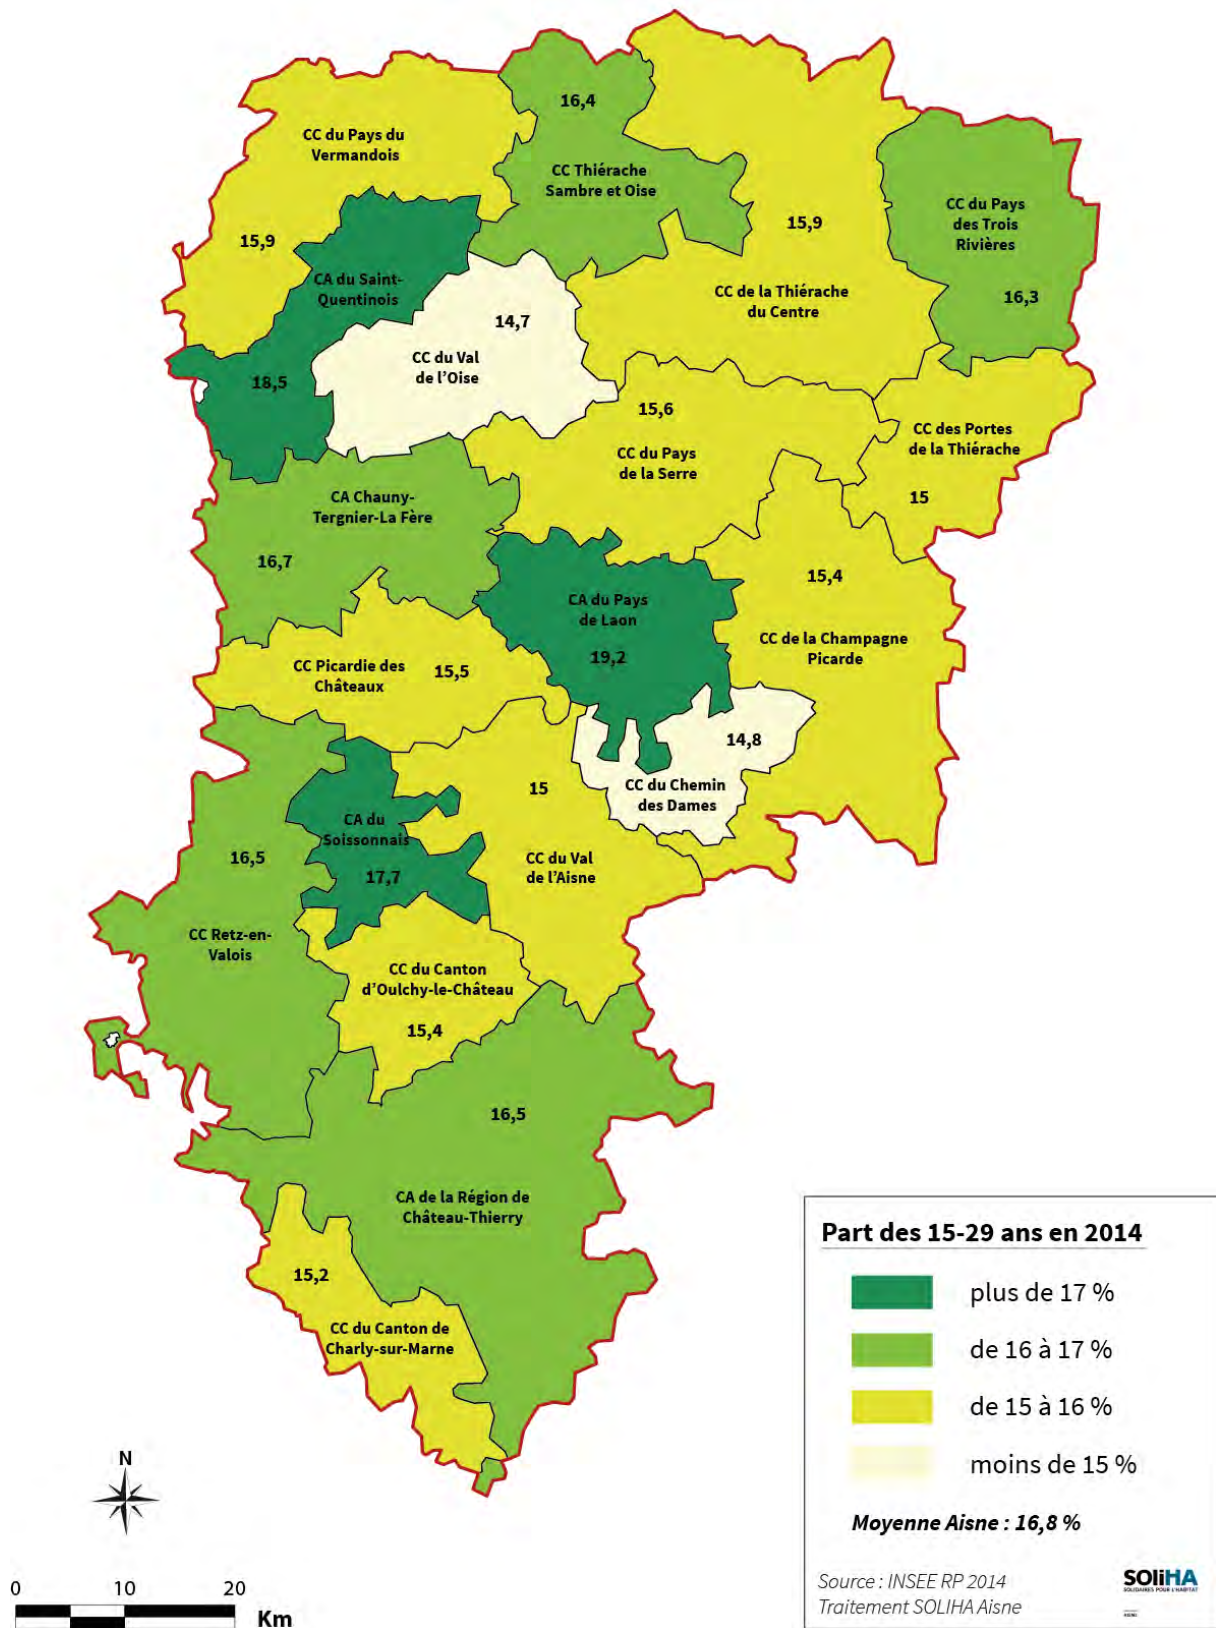 16,4
CC du Pays du
Vermandois
CC Thiérache
Sambre et Oise
15,9
CC du Pays
des Trois
Rivières
15,9
CA du Saint-
Quentinois
CC de la Thiérache
du Centre
16,3
14,7
CC du Val
de l'Oise
18,5
15,6
CC du Pays
de la Serre
CC des Portes
de la Thiérache
15
CA Chauny-
Tergnier-La Fère
16,7
15,4
CA du Pays
de Laon
19,2
CC de la Champagne
Picarde
CC Picardie des
Châteaux
15,5
14,8
CC du Chemin
des Dames
15
CA du
Soissonnais
17,7
16,5
CC du Val
de l'Aisne
CC Retz-en-
Valois
CC du Canton
d'Oulchy-le-Château
15,4
16,5
CA de la Région de
Château-Thierry
15,2
CC du Canton de
Charly-sur-Marne
Part des 15-29 ans en 2014
plus de 17 %
de 16 à 17 %
de 15 à 16 %
moins de 15 %
Moyenne Aisne : 16,8 %
Source : INSEE RP 2014
Traitement SOLIHA Aisne
SOliHA
SOLIDAIRES POUR L'HABITAT
AISNE
N
0 10 20
Km